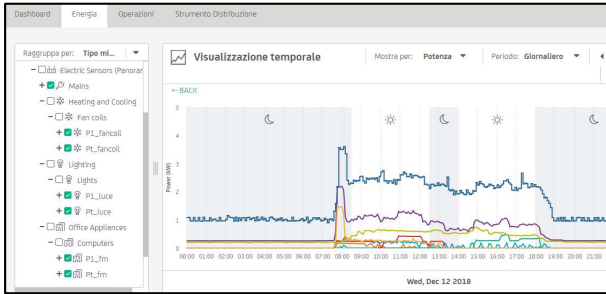 Dashboard Energia Operazioni Strumento Distribuzione
Raggruppa per: Tipo mi...
Visualizzazione temporale
Mostra per: Potenza
Periodo: Giornaliero
Electric Sensors (Panorar
Mains
Heating and Cooling
Fan coils
P1_fancoil
Pt_fancoil
Lighting
Lights
P1_luce
Pt_luce
Office Appliances
Computers
P1_fm
Pt_fm
←BACK
Power (kW)
5
4
3
2
1
0
00:00 01:00 02:00 03:00 04:00 05:00 06:00 07:00 08:00 09:00 10:00 11:00 12:00 13:00 14:00 15:00 16:00 17:00 18:00 19:00 20:00 21:00
Wed, Dec 12 2018